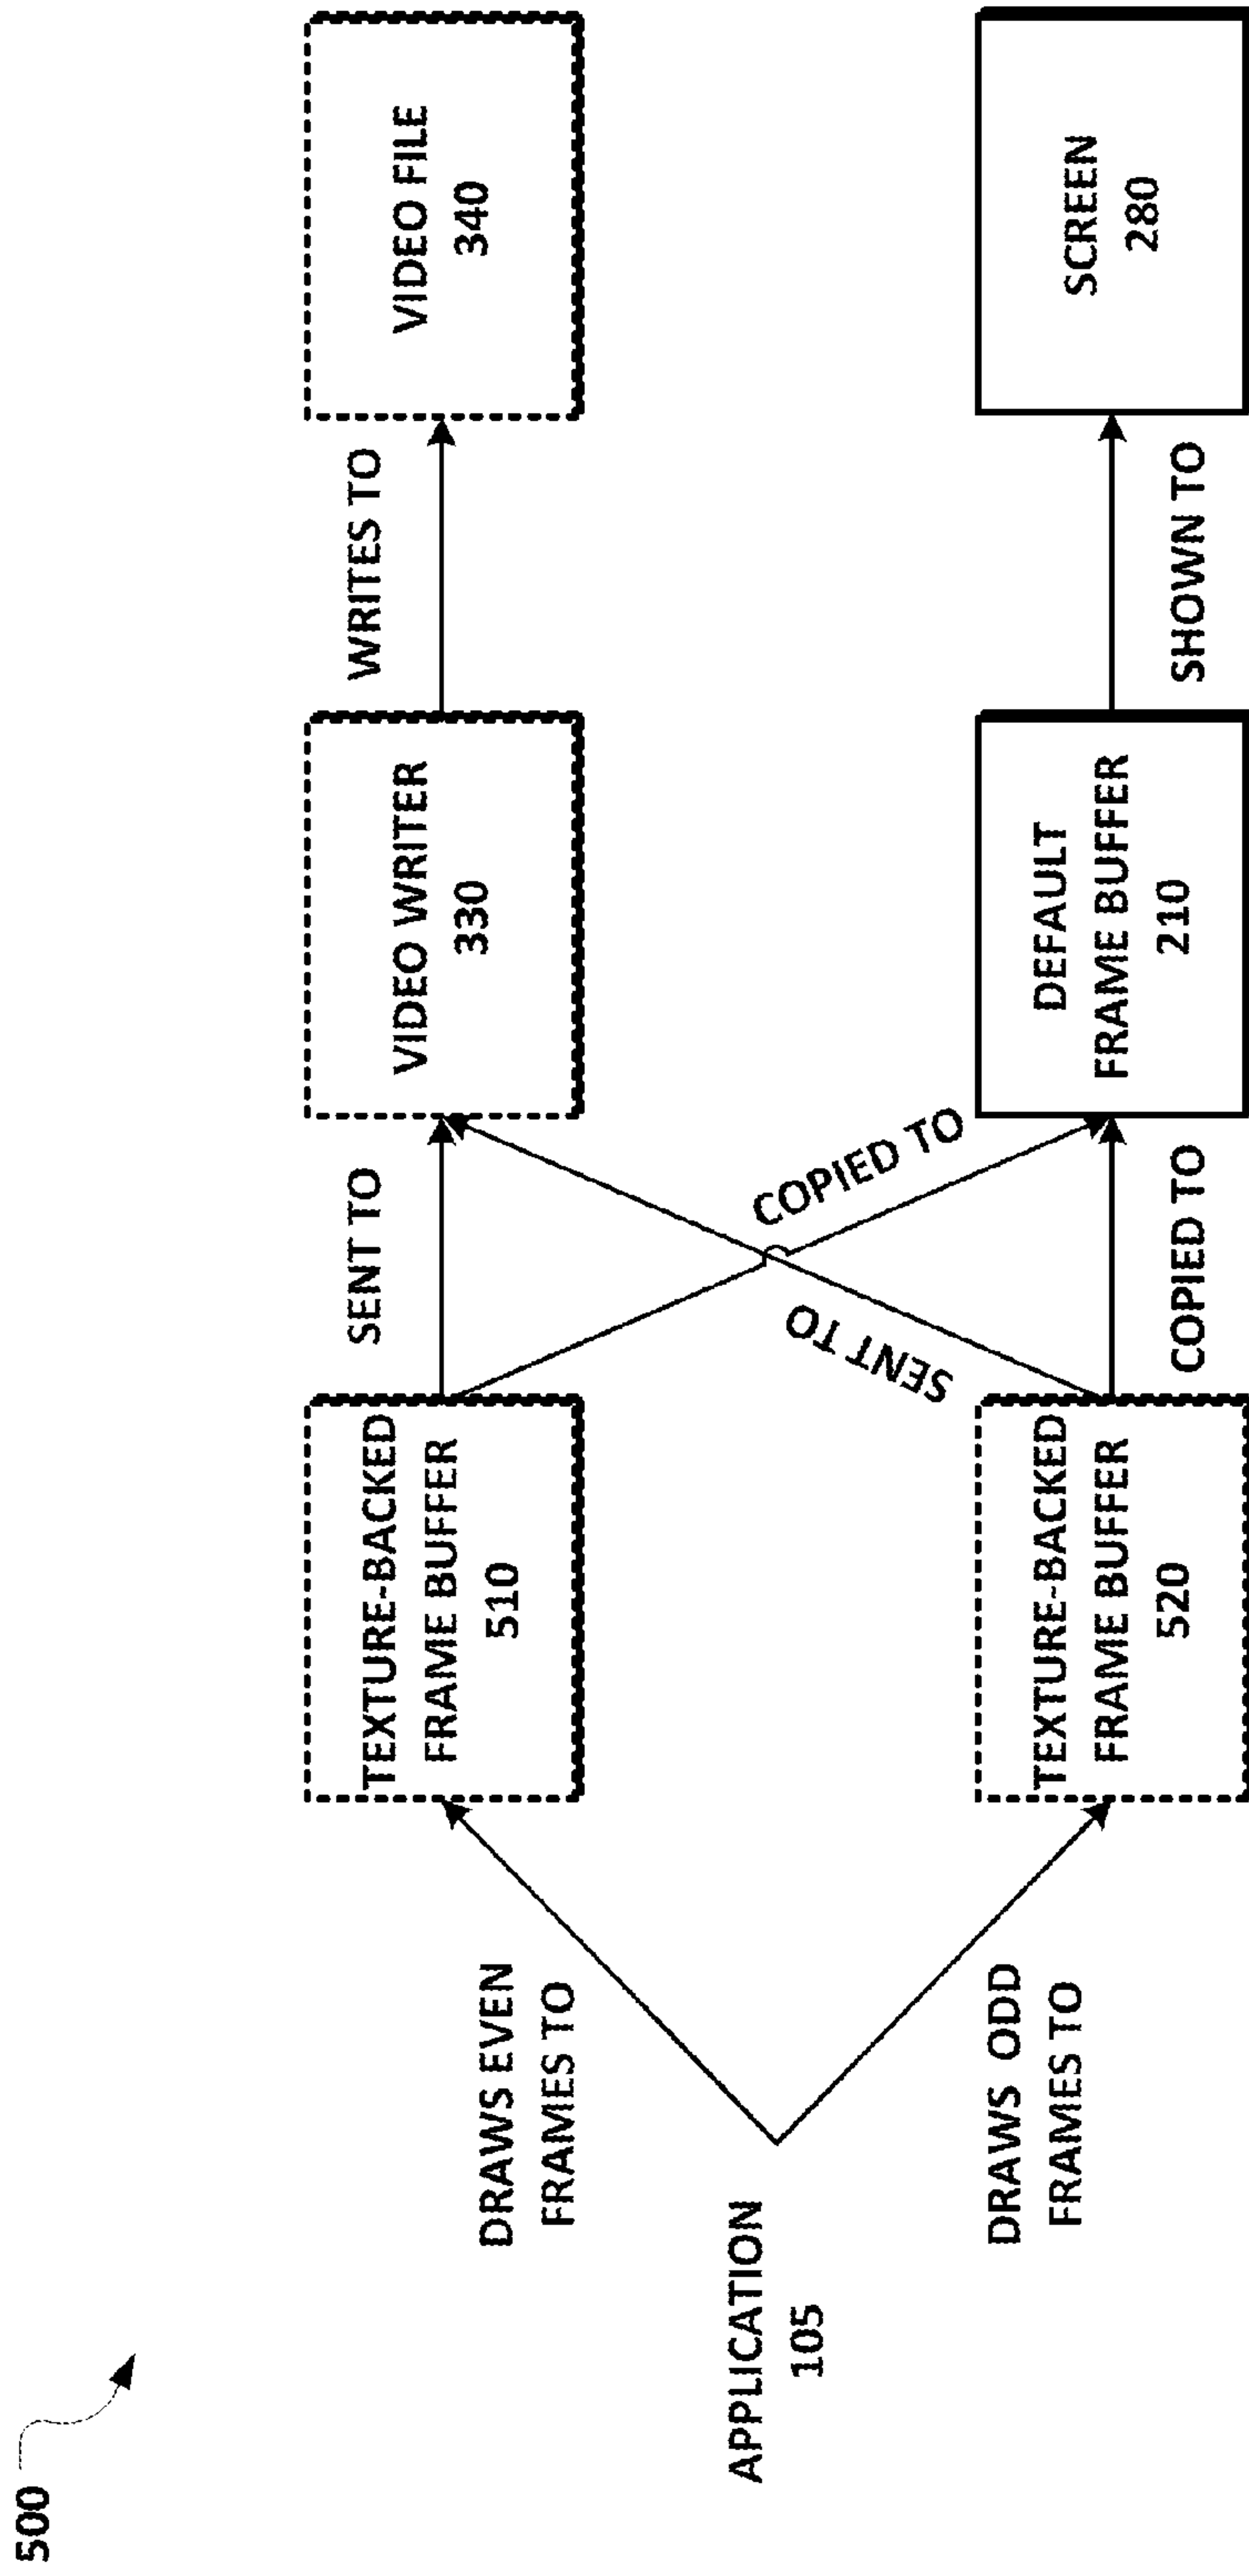 500
APPLICATION
105
DRAWS EVEN
FRAMES TO
DRAWS ODD
FRAMES TO
TEXTURE-BACKED
FRAME BUFFER
510
TEXTURE-BACKED
FRAME BUFFER
520
SENT TO
COPIED TO
SENT TO
COPIED TO
VIDEO WRITER
330
DEFAULT
FRAME BUFFER
210
WRITES TO
SHOWN TO
VIDEO FILE
340
SCREEN
280